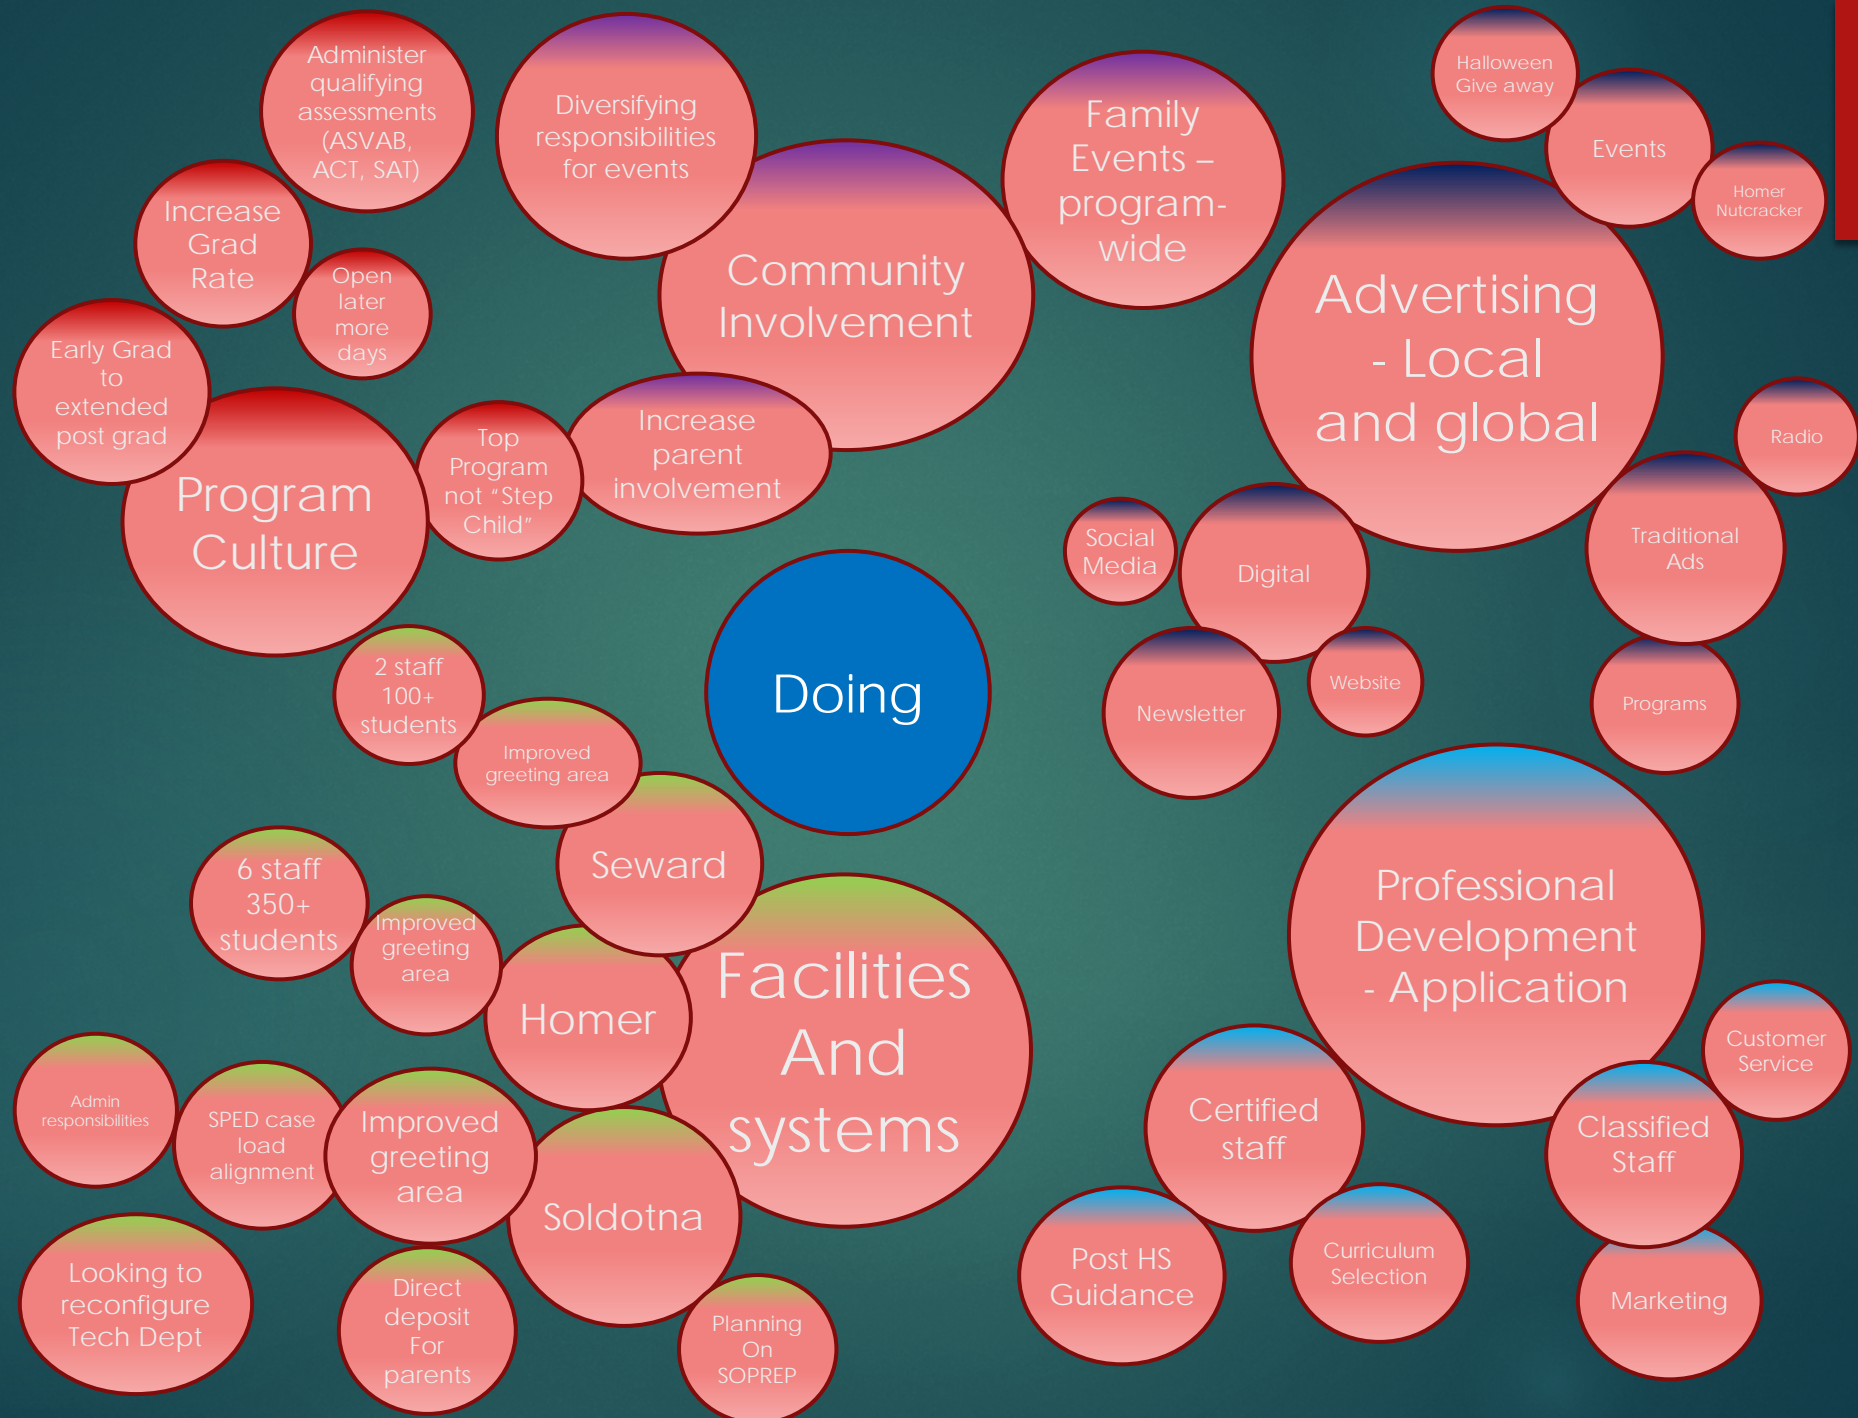 Administer
qualifying
assessments
(ASVAB,
ACT, SAT)
Diversifying
responsibilities
for events
Family
Events –
program-
wide
Halloween
Give away
Events
Homer
Nutcracker
Increase
Grad
Rate
Open
later
more
days
Community
Involvement
Advertising
- Local
and global
Early Grad
to
extended
post grad
Program
Culture
Top
Program
not “Step
Child”
Increase
parent
involvement
Radio
Traditional
Ads
Social
Media
Digital
Newsletter
Website
Programs
Doing
2 staff
100+
students
Improved
greeting area
Seward
6 staff
350+
students
Improved
greeting
area
Homer
Facilities
And
systems
Professional
Development
- Application
Customer
Service
Certified
staff
Classified
Staff
Admin
responsibilities
SPED case
load
alignment
Improved
greeting
area
Soldotna
Looking to
reconfigure
Tech Dept
Direct
deposit
For
parents
Planning
On
SOPREP
Post HS
Guidance
Curriculum
Selection
Marketing